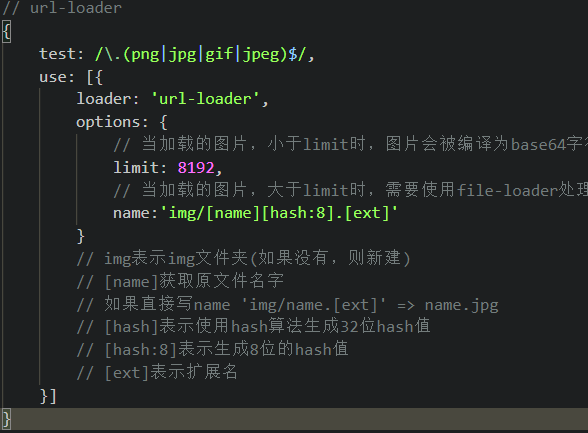 // url-loader
{
    test: /\.(png|jpg|gif|jpeg)$/,
    use: [{
        loader: 'url-loader',
        options: {
            // 当加载的图片，小于limit时，图片会被编译为base64字
            limit: 8192,
            // 当加载的图片，大于limit时，需要使用file-loader处理
            name:'img/[name][hash:8].[ext]'
        }
        // img表示img文件夹(如果没有，则新建)
        // [name]获取原文件名字
        // 如果直接写name 'img/name.[ext]' => name.jpg
        // [hash]表示使用hash算法生成32位hash值
        // [hash:8]表示生成8位的hash值
        // [ext]表示扩展名
    }]
}